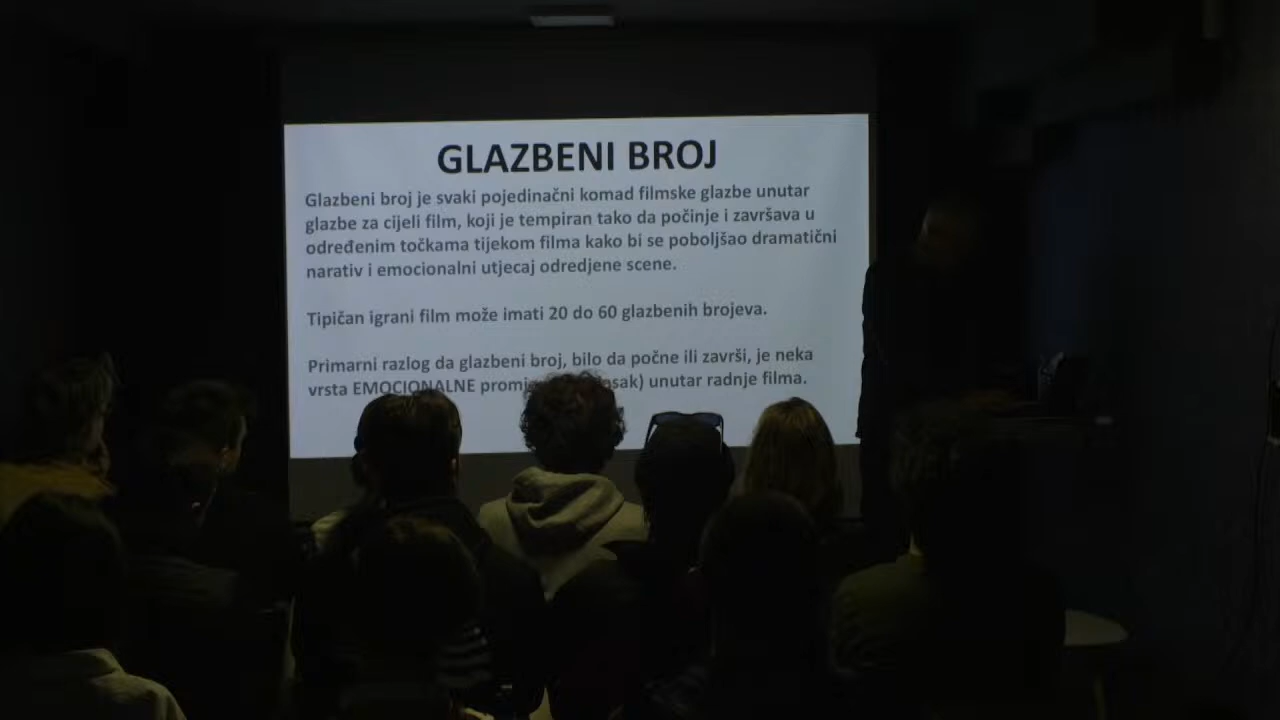 GLAZBENI BROJ
Glazbeni broj je svaki pojedinačni komad filmske glazbe unutar
glazbe za cijeli film, koji je tempiran tako da počinje i završava u
određenim točkama tijekom filma kako bi se poboljšao dramatični
narativ i emocionalni utjecaj odredjene scene.
Tipičan igrani film može imati 20 do 60 glazbenih brojeva.
Primarni razlog da glazbeni broj, bilo da počne ili završi, je neka
vrsta EMOCIONALNE unutar radnje filma.